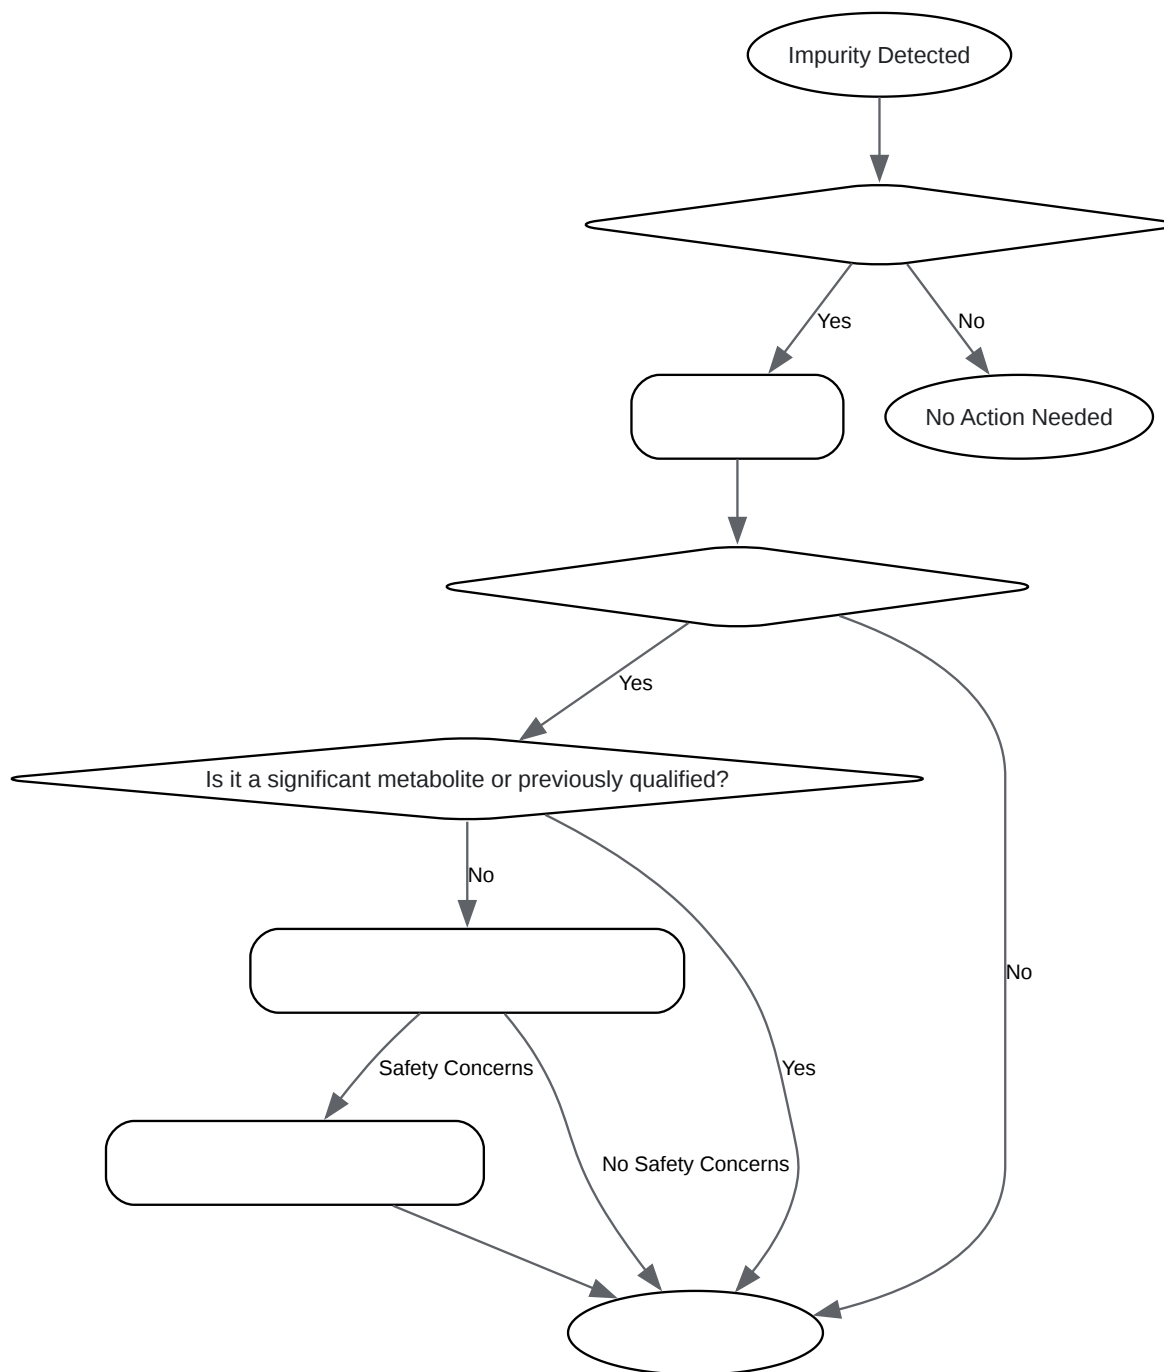 Impurity Detected
Yes
No
No Action Needed
Yes
Is it a significant metabolite or previously qualified?
No
No
Safety Concerns
Yes
No Safety Concerns